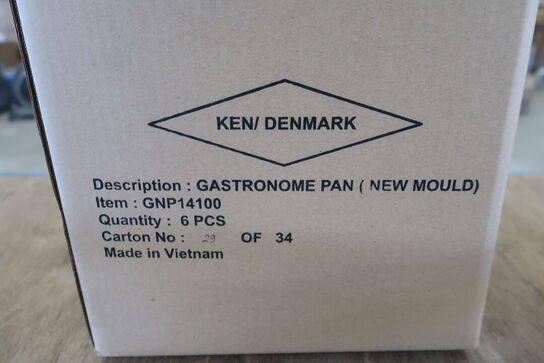 KEN/ DENMARK
Description : GASTRONOME PAN ( NEW MOULD)
Item : GNP14100
Quantity : 6 PCS
Carton No : 29 OF 34
Made in Vietnam